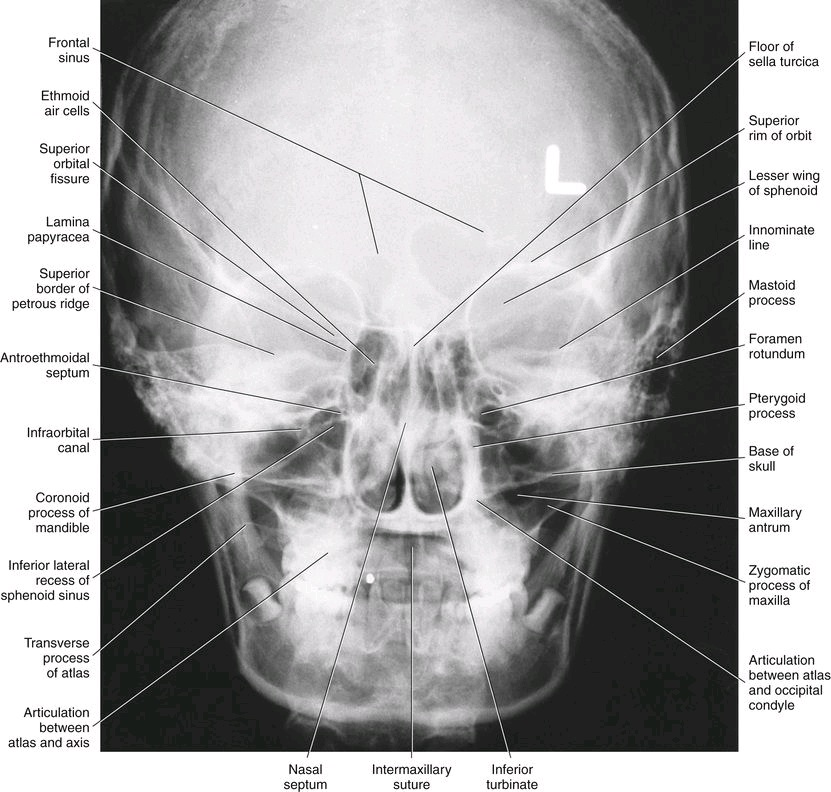 Frontal
sinus
Ethmoid
air cells
Superior
orbital
fissure
Lamina
papyracea
Superior
border of
petrous ridge
Antroethmoidal
septum
Infraorbital
canal
Coronoid
process of
mandible
Inferior lateral
recess of
sphenoid sinus
Transverse
process
of atlas
Articulation
between
atlas and axis
Nasal
septum
Intermaxillary
suture
Inferior
turbinate
L
Floor of
sella turcica
Superior
rim of orbit
Lesser wing
of sphenoid
Innominate
line
Mastoid
process
Foramen
rotundum
Pterygoid
process
Base of
skull
Maxillary
antrum
Zygomatic
process of
maxilla
Articulation
between atlas
and occipital
condyle